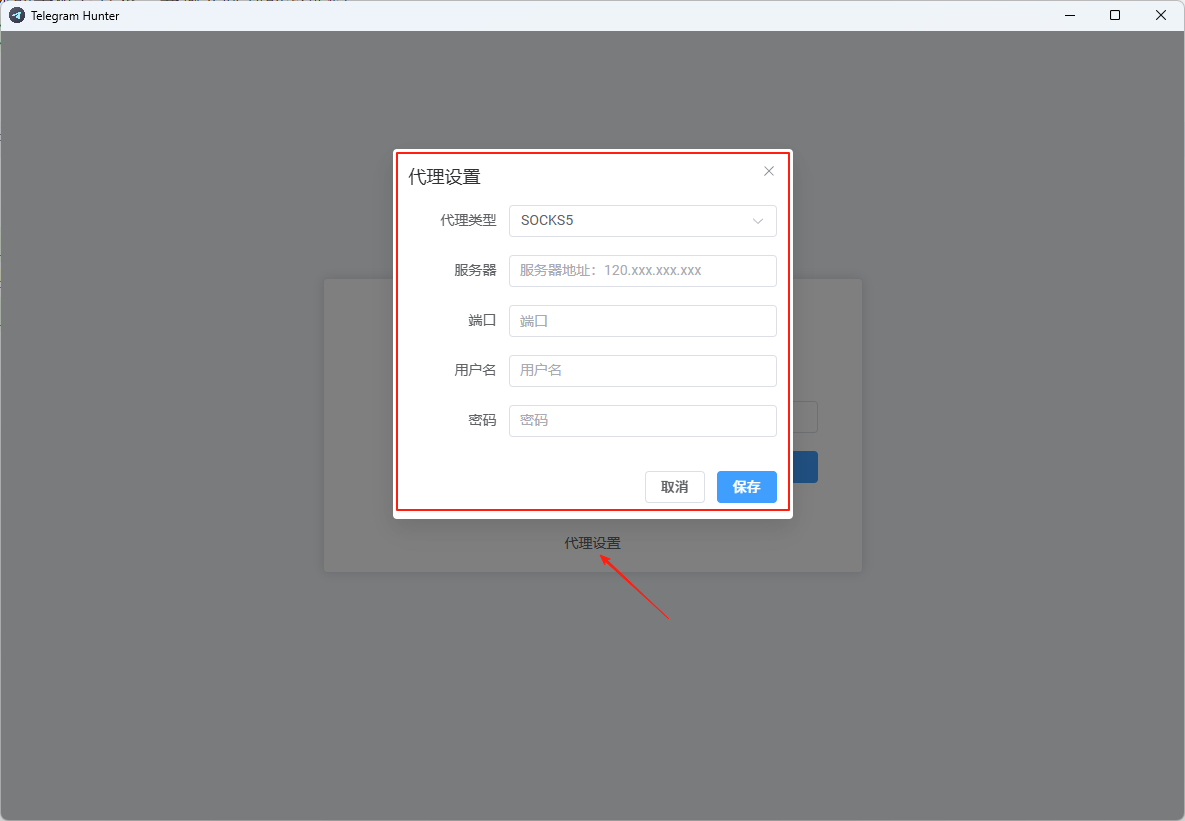 Telegram Hunter
代理设置
代理类型 SOCKS5
服务器 服务器地址：120.xxx.xxx.xxx
端口 端口
用户名 用户名
密码 密码
取消 保存
代理设置